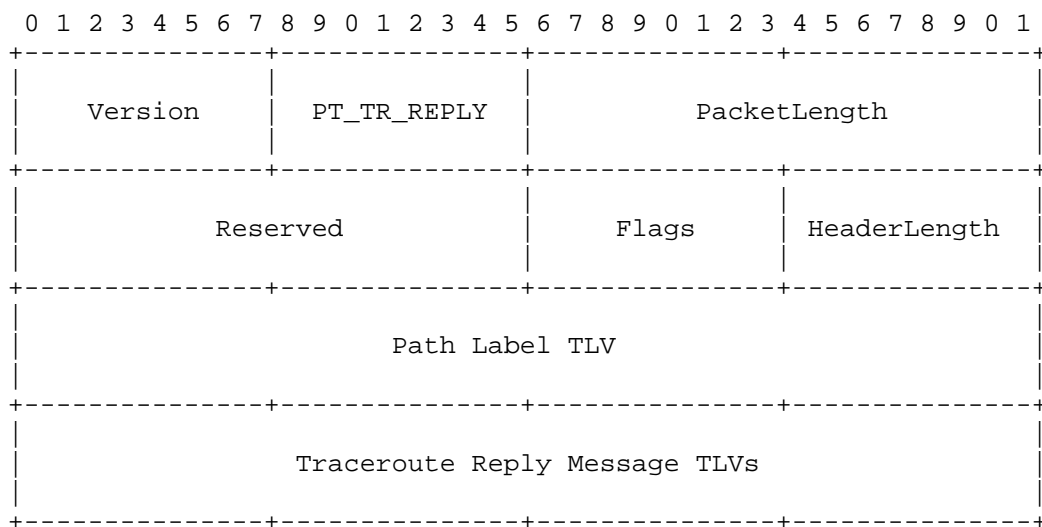 0 1 2 3 4 5 6 7 8 9 0 1 2 3 4 5 6 7 8 9 0 1 2 3 4 5 6 7 8 9 0 1
Version PT_TR_REPLY PacketLength
Reserved Flags HeaderLength
Path Label TLV
Traceroute Reply Message TLVs